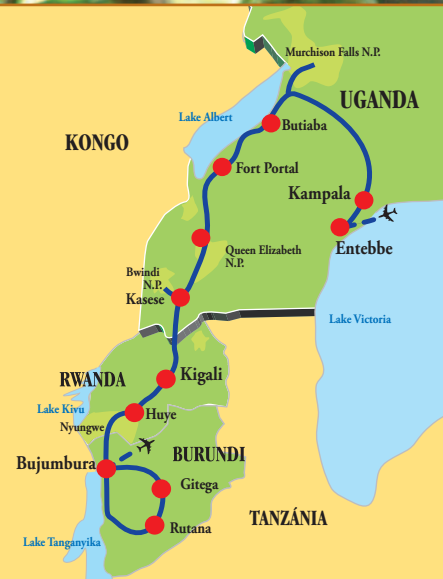 Murchison Falls N.P.
UGANDA
Lake Albert
Butiaba
KONGO
Fort Portal
Kampala
Entebbe
Queen Elizabeth
N.P.
Bwindi
N.P.
Kasese
Lake Victoria
RWANDA
Kigali
Lake Kivu
Huye
Nyungwe
BURUNDI
Bujumbura
Gitega
TANZÁNIA
Rutana
Lake Tanganyika